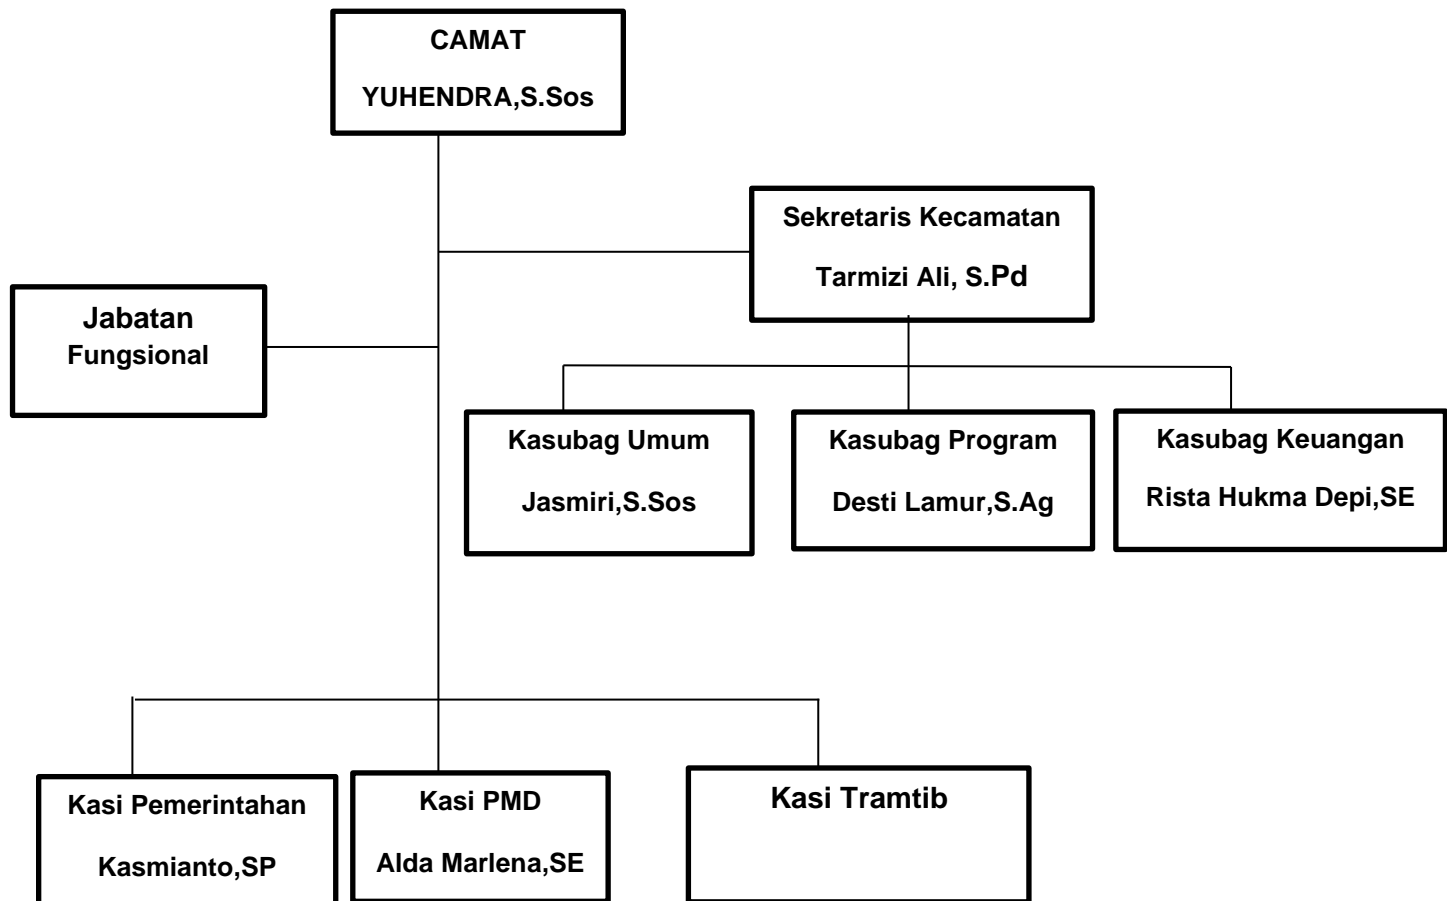 CAMAT
YUHENDRA,S.Sos
Sekretaris Kecamatan
Tarmizi Ali, S.Pd
Jabatan
Fungsional
Kasubag Umum
Jasmiri,S.Sos
Kasubag Program
Desti Lamur,S.Ag
Kasubag Keuangan
Rista Hukma Depi,SE
Kasi Pemerintahan
Kasmianto,SP
Kasi PMD
Alda Marlena,SE
Kasi Tramtib